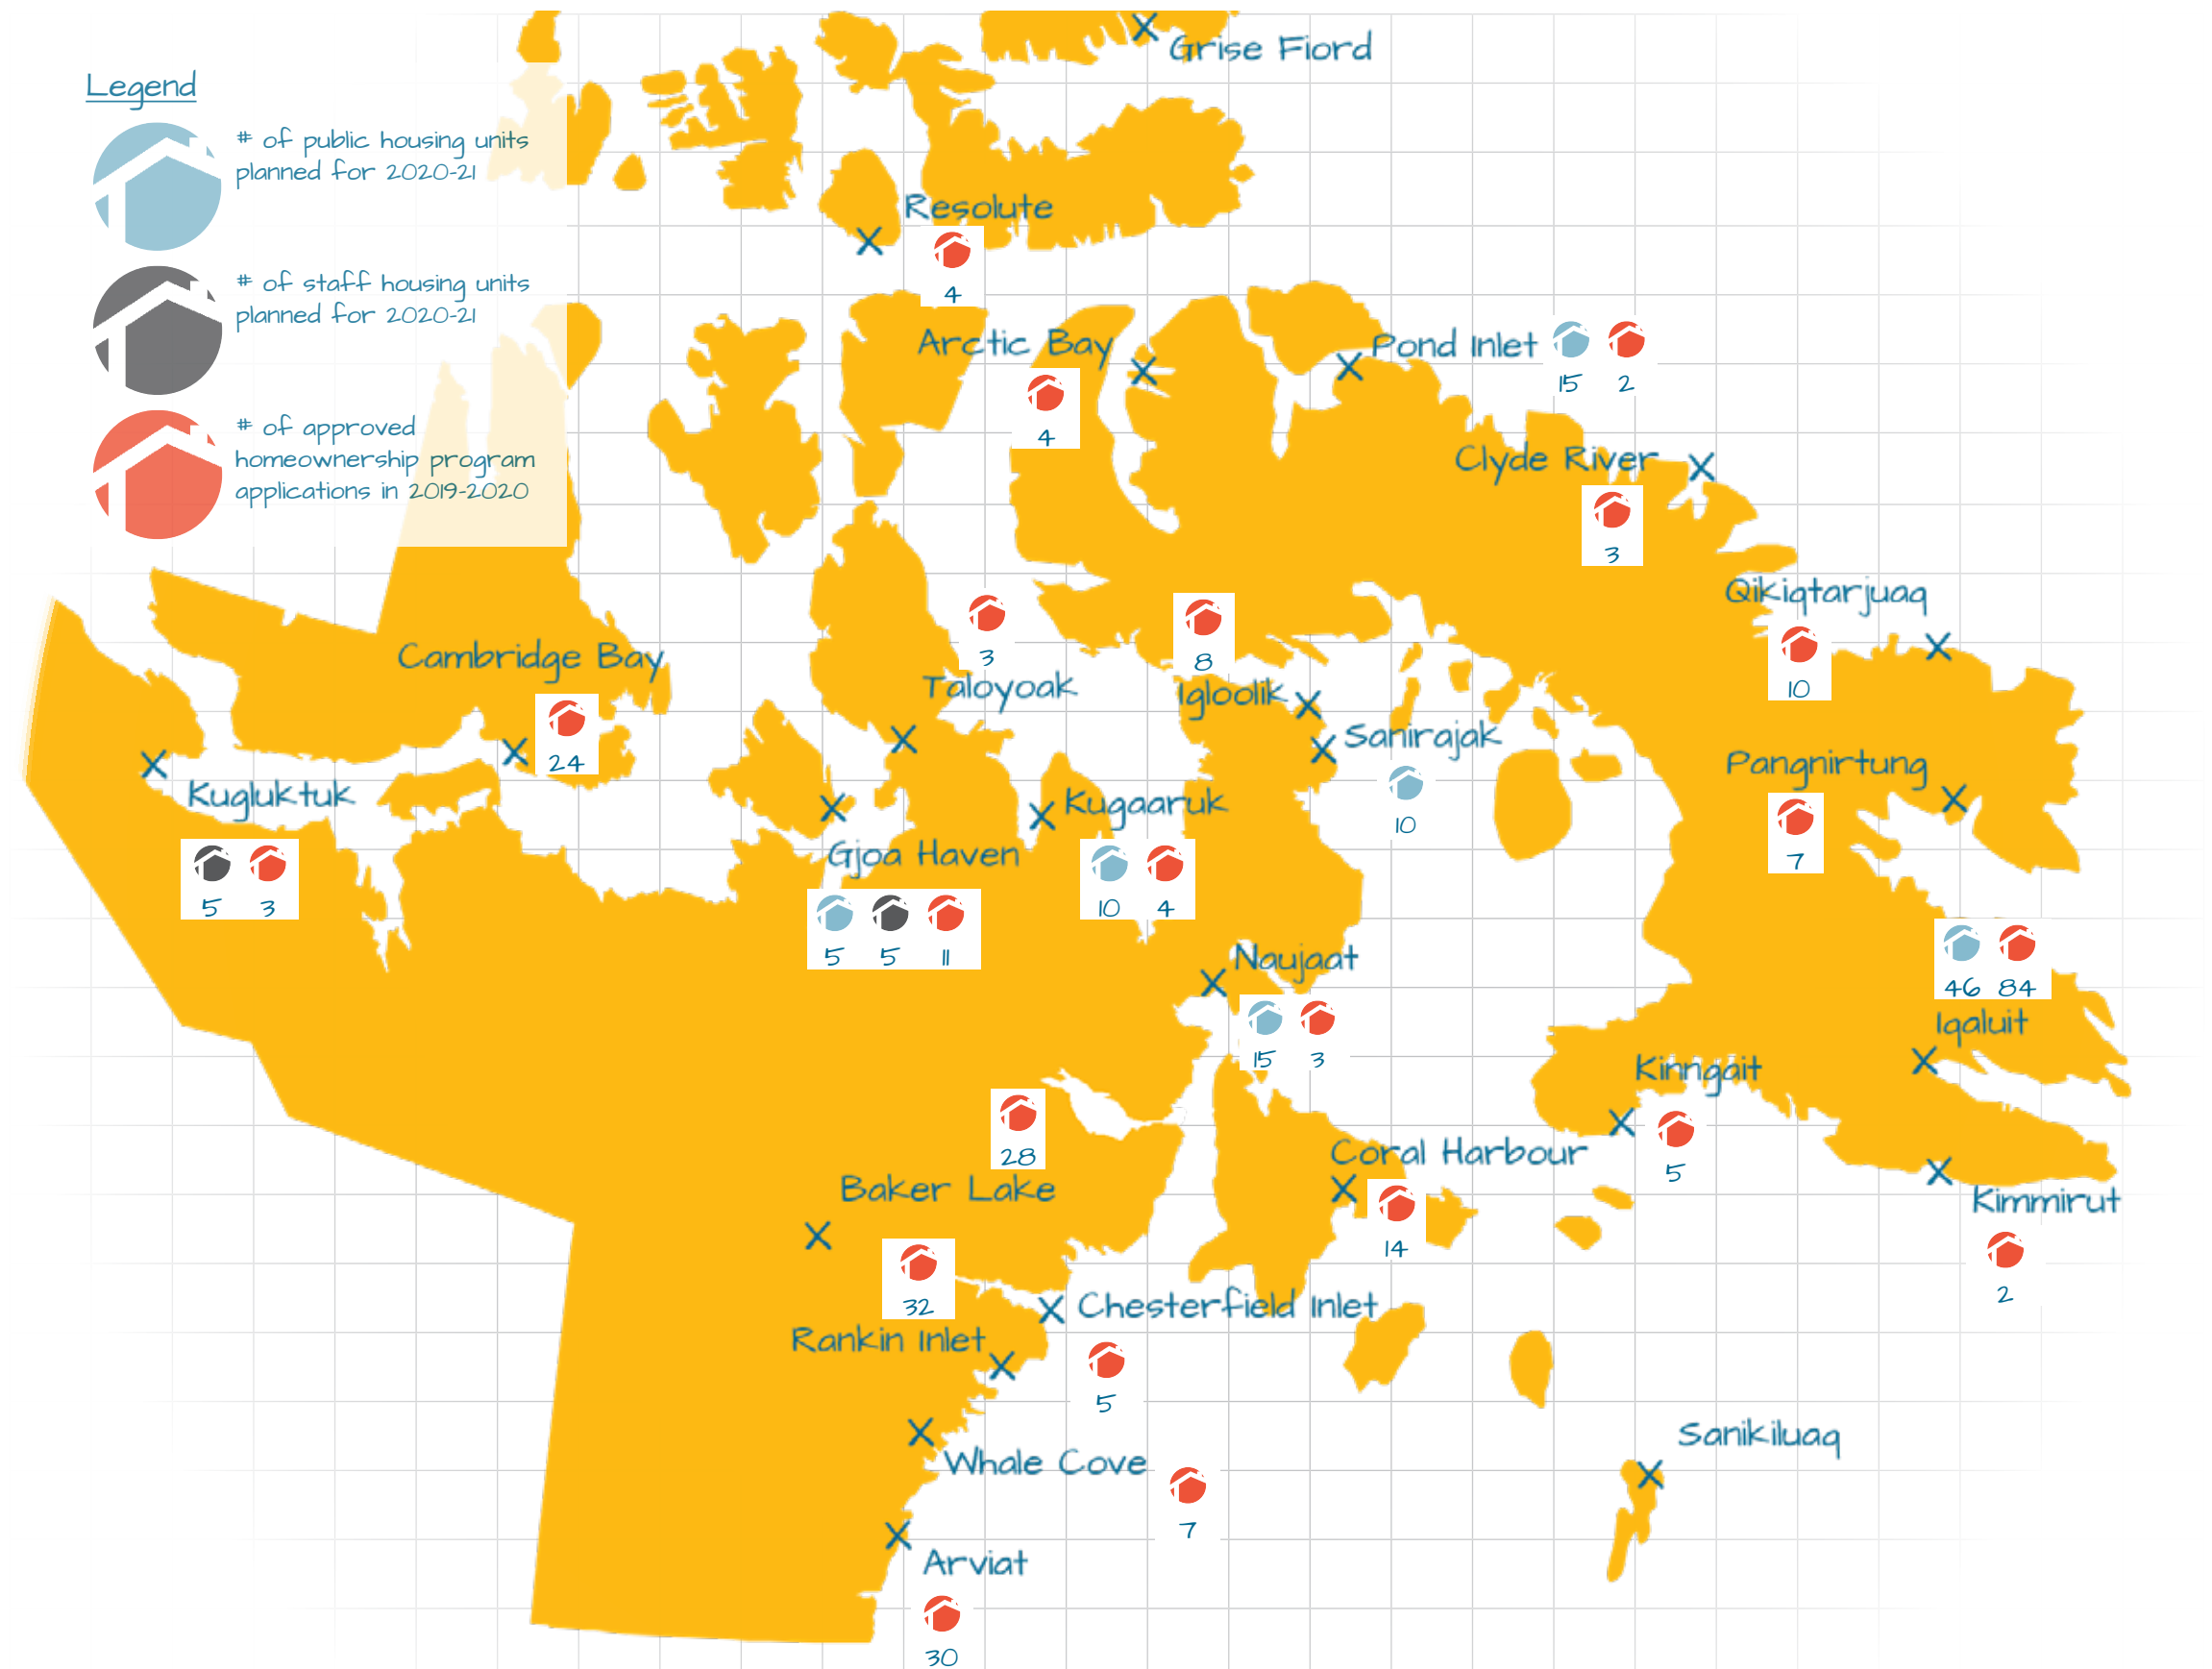 Legend
# of public housing units
planned for 2020-21
# of staff housing units
planned for 2020-21
# of approved
homeownership program
applications in 2019-2020
Grise Fiord
Resolute
4
Arctic Bay
4
Pond Inlet
15 2
Clyde River
3
Qikiqtarjuaq
10
Cambridge Bay
24
3
Taloyoak
8
Igloolik
Sanirajak
10
Pangnirtung
7
Kugluktuk
5 3
Kugaaruk
10 4
Gjoa Haven
5 5 11
Naujaat
15 3
46 84
Iqaluit
Kinngait
5
28
Baker Lake
Coral Harbour
14
Kimmirut
2
32
Rankin Inlet
Chesterfield Inlet
5
Whale Cove
7
Sanikiluaq
Arviat
30